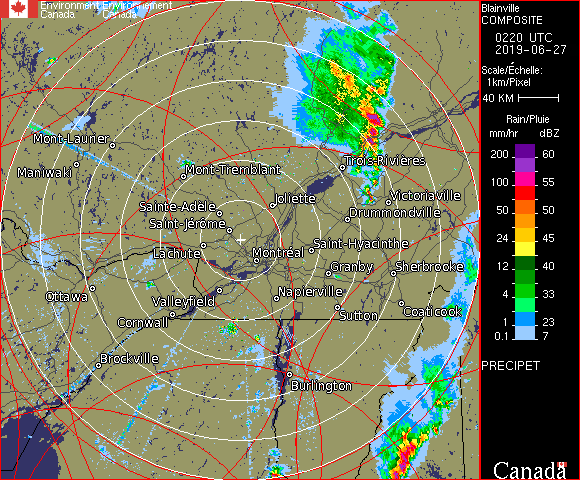 Environment Environnement
Canada Canada
Blainville
COMPOSITE
0220 UTC
2019-06-27
Scale/Échelle:
1km/Pixel
40 KM
Rain/Pluie
mm/hr dBZ
200 60
100 55
50 50
24 45
12 40
4 33
1 23
0.1 7
PRECIPET
Canada
Mont-Laurier
Maniwaki
Mont-Tremblant
Trois-Rivières
Sainte-Adèle
Joliette
Victoriaville
Saint-Jérôme
Drummondville
Lachute
Montréal
Saint-Hyacinthe
Granby
Sherbrooke
Ottawa
Valleyfield
Napierville
Cornwall
Sutton
Coaticook
Brockville
Burlington